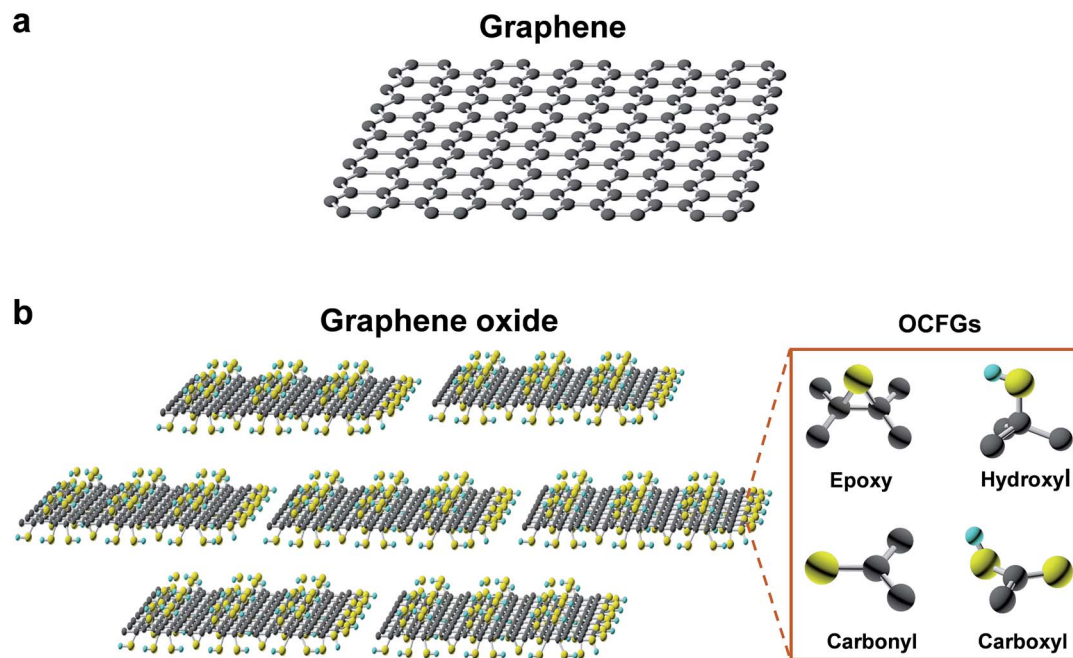 a
Graphene
b
Graphene oxide
OCFGs
Epoxy
Hydroxyl
Carbonyl
Carboxyl